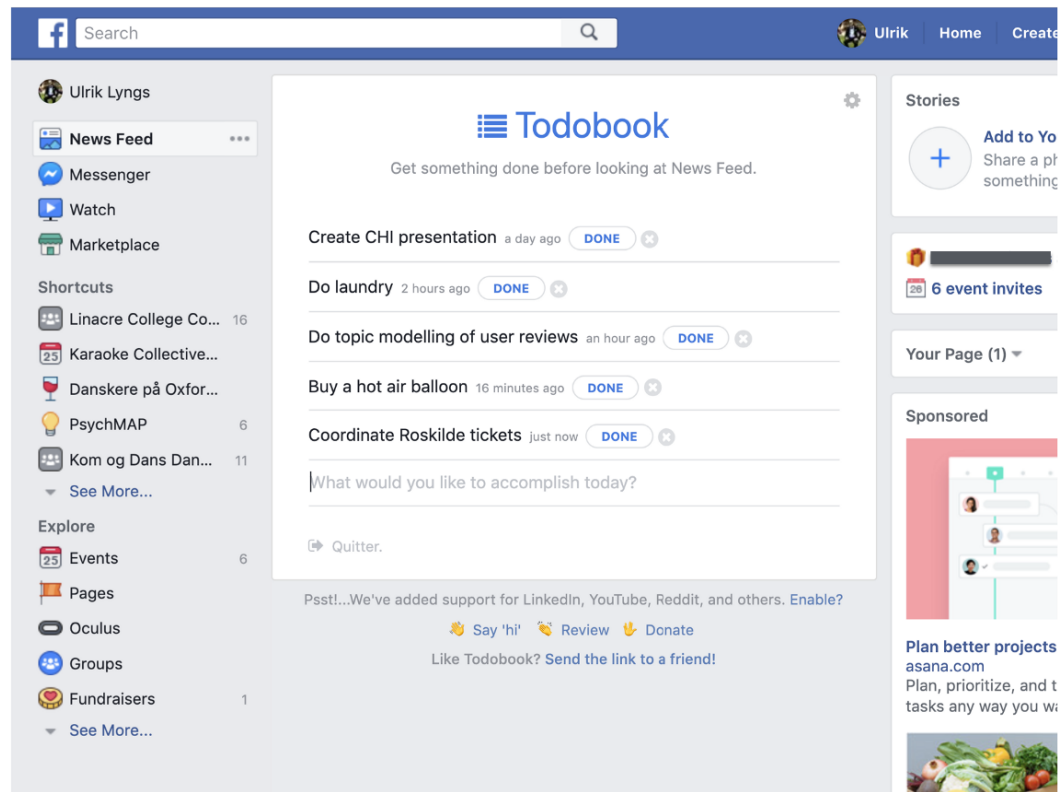 Search
Ulrik
Home
Create
Ulrik Lyngs
News Feed
Messenger
Watch
Marketplace
Shortcuts
Linacre College Co... 16
Karaoke Collective...
Danskere på Oxfor...
PsychMAP 6
Kom og Dans Dan... 11
See More...
Explore
Events 6
Pages
Oculus
Groups
Fundraisers 1
See More...
Todobook
Get something done before looking at News Feed.
Create CHI presentation a day ago DONE
Do laundry 2 hours ago DONE
Do topic modelling of user reviews an hour ago DONE
Buy a hot air balloon 16 minutes ago DONE
Coordinate Roskilde tickets just now DONE
What would you like to accomplish today?
Quitter.
Psst!...We've added support for LinkedIn, YouTube, Reddit, and others. Enable?
Say 'hi' Review Donate
Like Todobook? Send the link to a friend!
Stories
Add to Yo
Share a ph
something
6 event invites
Your Page (1)
Sponsored
Plan better projects
asana.com
Plan, prioritize, and t
tasks any way you wa